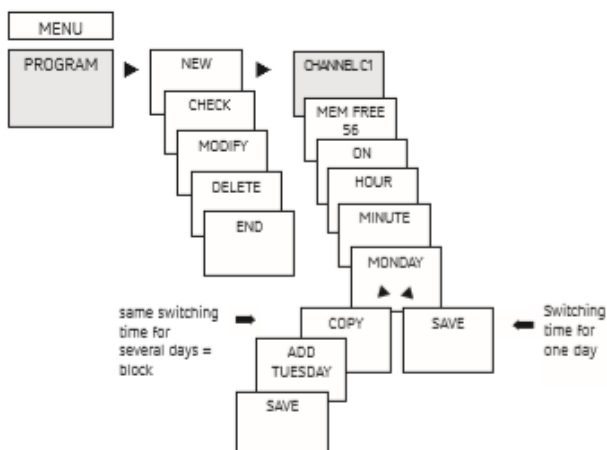 MENU
PROGRAM
NEW
CHECK
MODIFY
DELETE
END
CHANNEL C1
MEM FREE
56
ON
HOUR
MINUTE
MONDAY
same switching
time for
several days =
block
COPY
ADD
TUESDAY
SAVE
SAVE
Switching
time for
one day